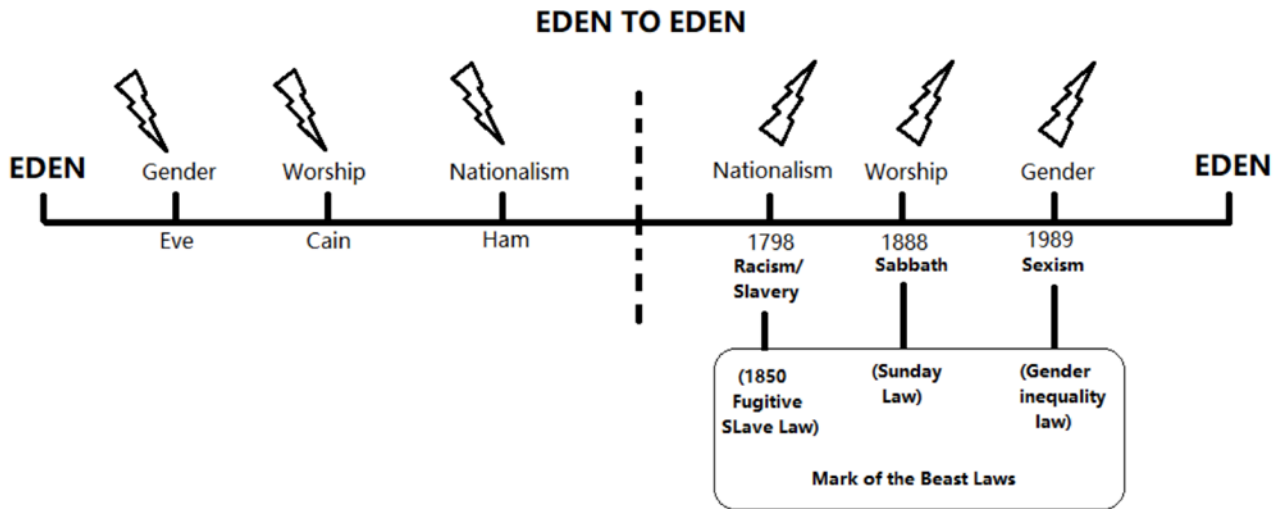 EDEN TO EDEN
EDEN
Gender
Worship
Nationalism
Nationalism
Worship
Gender
EDEN
Eve
Cain
Ham
1798
Racism/
Slavery
1888
Sabbath
1989
Sexism
(1850
Fugitive
SLave Law)
(Sunday
Law)
(Gender
inequality
law)
Mark of the Beast Laws